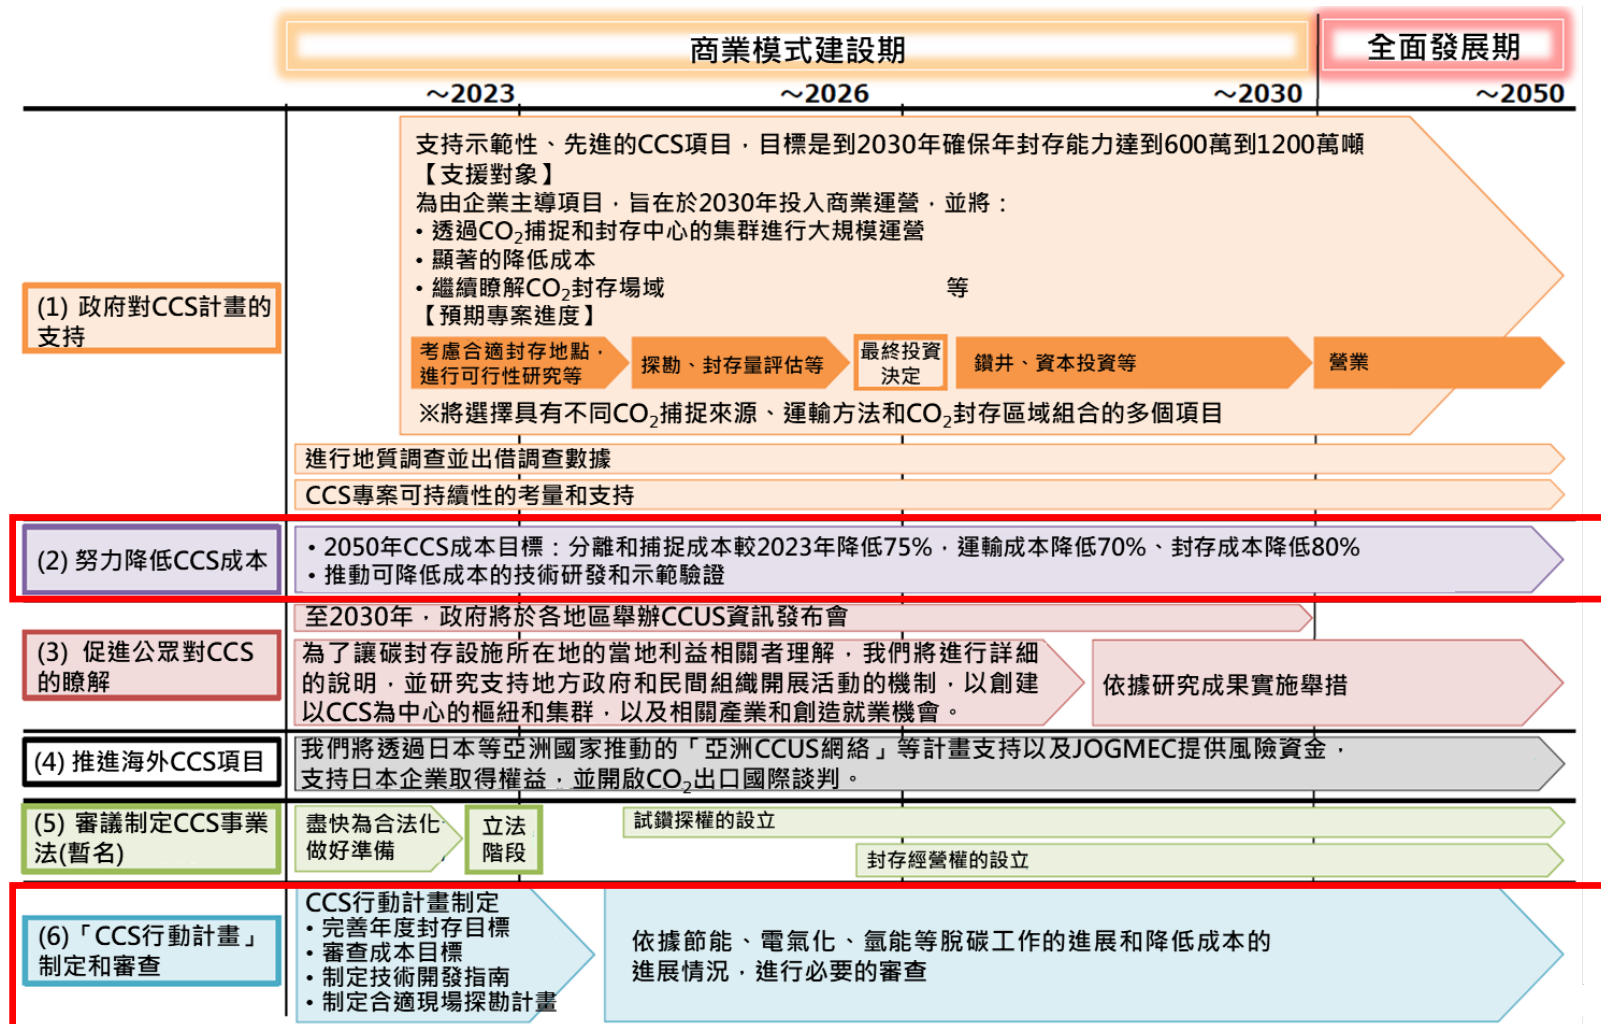 商業模式建設期
全面發展期
～2023
～2026
～2030
～2050
(1) 政府對CCS計畫的
支持
支持示範性、先進的CCS項目，目標是到2030年確保年封存能力達到600萬到1200萬噸
【支援對象】
為由企業主導項目，旨在於2030年投入商業運營，並將：
• 透過CO₂捕捉和封存中心的集群進行大規模運營
• 顯著的降低成本
• 繼續瞭解CO₂封存場域 等
【預期專案進度】
考慮合適封存地點，
進行可行性研究等
探勘、封存量評估等
最終投資
決定
鑽井、資本投資等
營業
※將選擇具有不同CO₂捕捉來源、運輸方法和CO₂封存區域組合的多個項目
進行地質調查並出借調查數據
CCS專案可持續性的考量和支持
(2) 努力降低CCS成本
• 2050年CCS成本目標：分離和捕捉成本較2023年降低75%，運輸成本降低70%、封存成本降低80%
• 推動可降低成本的技術研發和示範驗證
(3) 促進公眾對CCS
的瞭解
至2030年，政府將於各地區舉辦CCUS資訊發布會
為了讓碳封存設施所在地的當地利益相關者理解，我們將進行詳細
的說明，並研究支持地方政府和民間組織開展活動的機制，以創建
以CCS為中心的樞紐和集群，以及相關產業和創造就業機會。
依據研究成果實施舉措
(4) 推進海外CCS項目
我們將透過日本等亞洲國家推動的「亞洲CCUS網絡」等計畫支持以及JOGMEC提供風險資金，
支持日本企業取得權益，並開啟CO₂出口國際談判。
(5) 審議制定CCS事業
法(暫名)
盡快為合法化
做好準備
立法
階段
試鑽探權的設立
封存經營權的設立
(6)「CCS行動計畫」
制定和審查
CCS行動計畫制定
• 完善年度封存目標
• 審查成本目標
• 制定技術開發指南
• 制定合適現場探勘計畫
依據節能、電氣化、氫能等脫碳工作的進展和降低成本的
進展情況，進行必要的審查